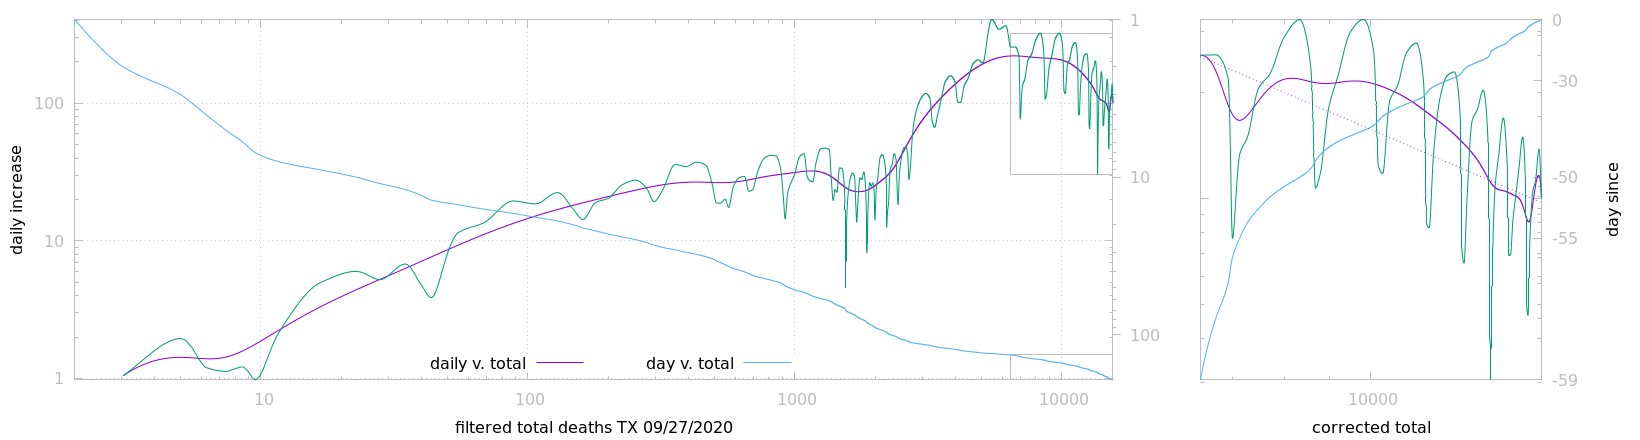 daily increase
100
10
1
10
100
1000
10000
1
10
100
daily v. total
day v. total
filtered total deaths TX 09/27/2020
0
-30
-50
-55
-59
day since
10000
corrected total